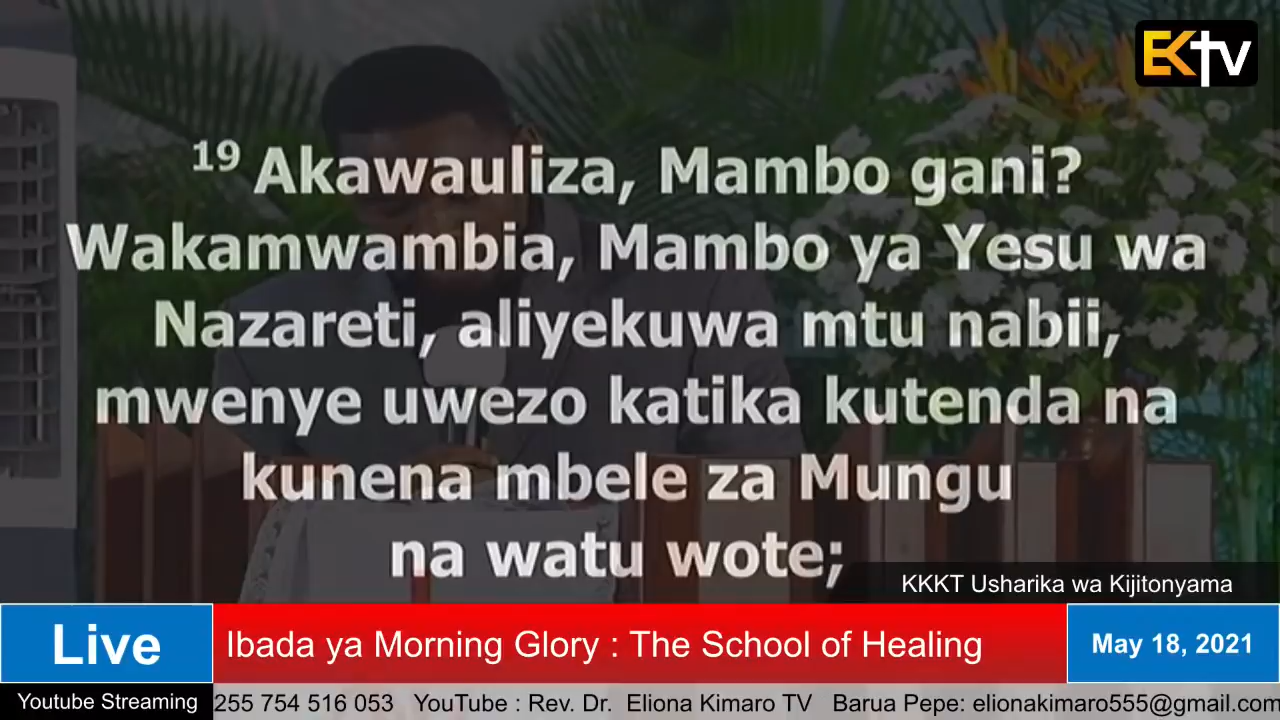 EKTV
19 Akawauliza, Mambo gani?
Wakamwambia, Mambo ya Yesu wa
Nazareti, aliyekuwa mtu nabii,
mwenye uwezo katika kutenda na
kunena mbele za Mungu
na watu wote;
KKKT Usharika wa Kijitonyama
Live
Ibada ya Morning Glory : The School of Healing
May 18, 2021
Youtube Streaming
255 754 516 053 YouTube : Rev. Dr. Eliona Kimaro TV Barua Pepe: elionakimaro555@gmail.com